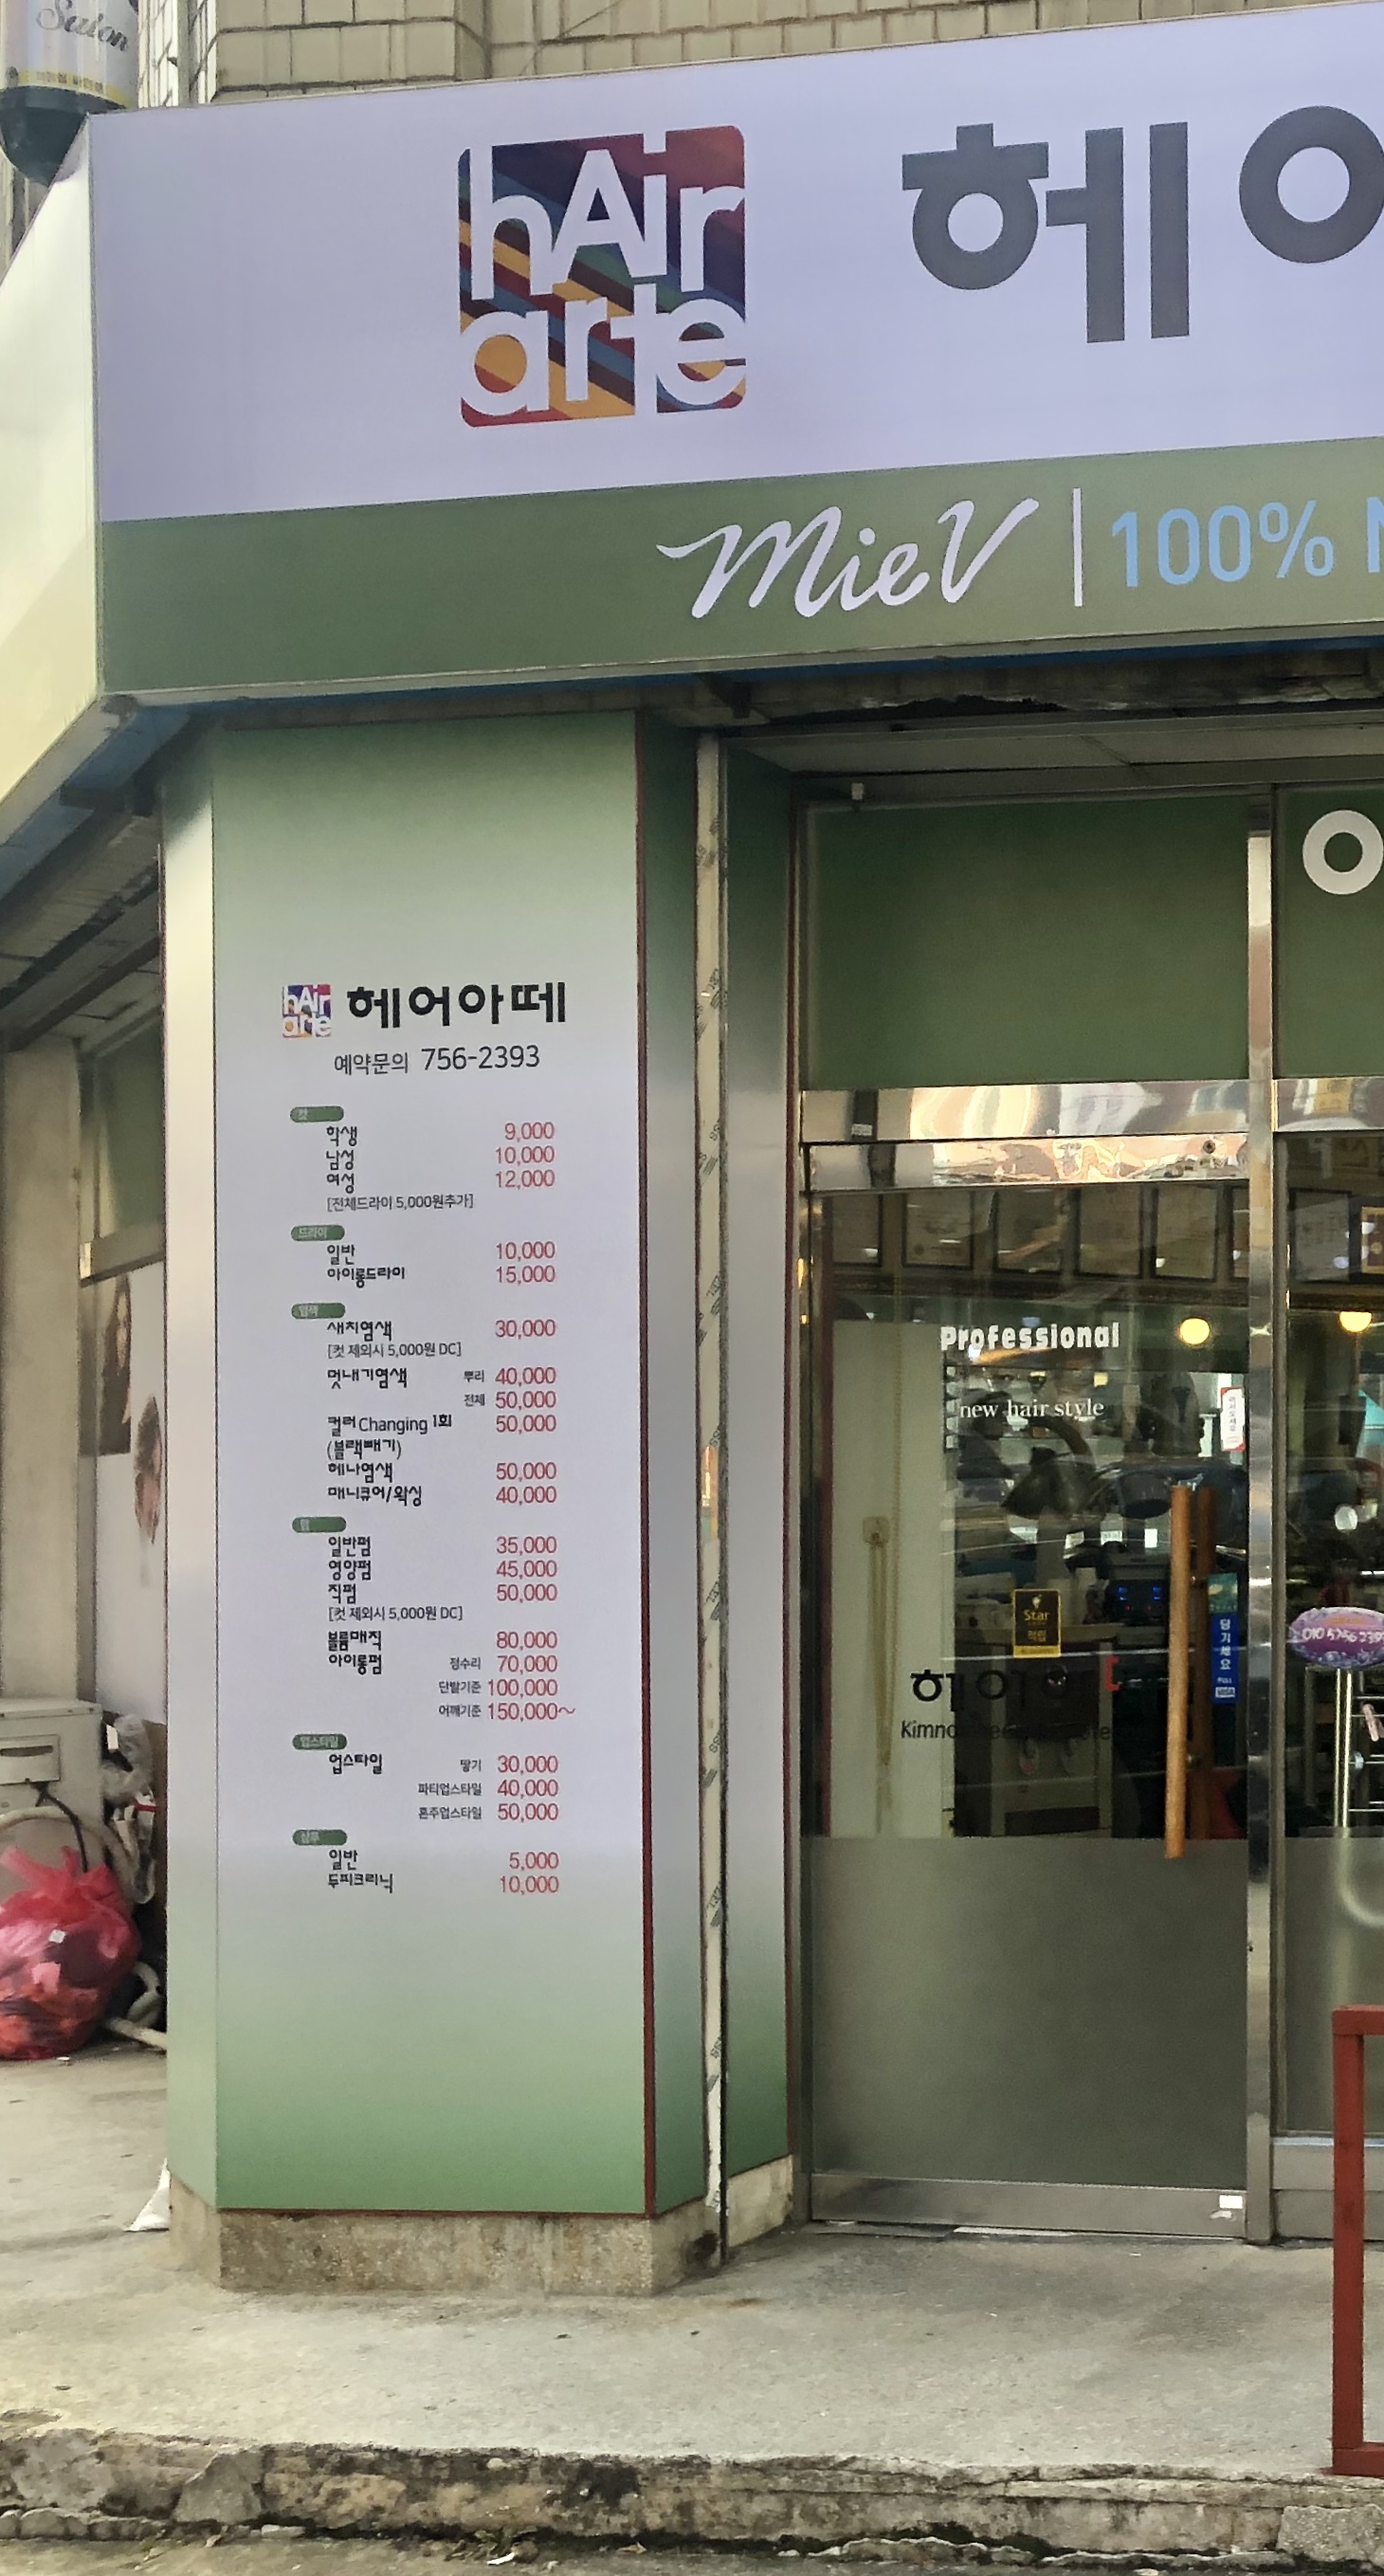 Salon
hAir
arte
헤어
mieV | 100%
hAir
arte
헤어아떼
예약문의 756-2393
컷
학생 9,000
남성 10,000
여성 12,000
[전체드라이 5,000원추가]
드라이
일반 10,000
아이롱드라이 15,000
염색
새치염색 30,000
[컷 제외시 5,000원 DC]
멋내기염색 뿌리 40,000
전체 50,000
컬러 Changing 1회 50,000
(블랙빼기)
헤나염색 50,000
매니큐어/왁싱 40,000
펌
일반펌 35,000
영양펌 45,000
직펌 50,000
[컷 제외시 5,000원 DC]
볼륨매직 80,000
아이롱펌 정수리 70,000
단발기준 100,000
어깨기준 150,000~
업스타일
업스타일 땋기 30,000
파티업스타일 40,000
혼주업스타일 50,000
샴푸
일반 5,000
두피크리닉 10,000
Professional
new hair style
Star
적립
당기세요
PULL